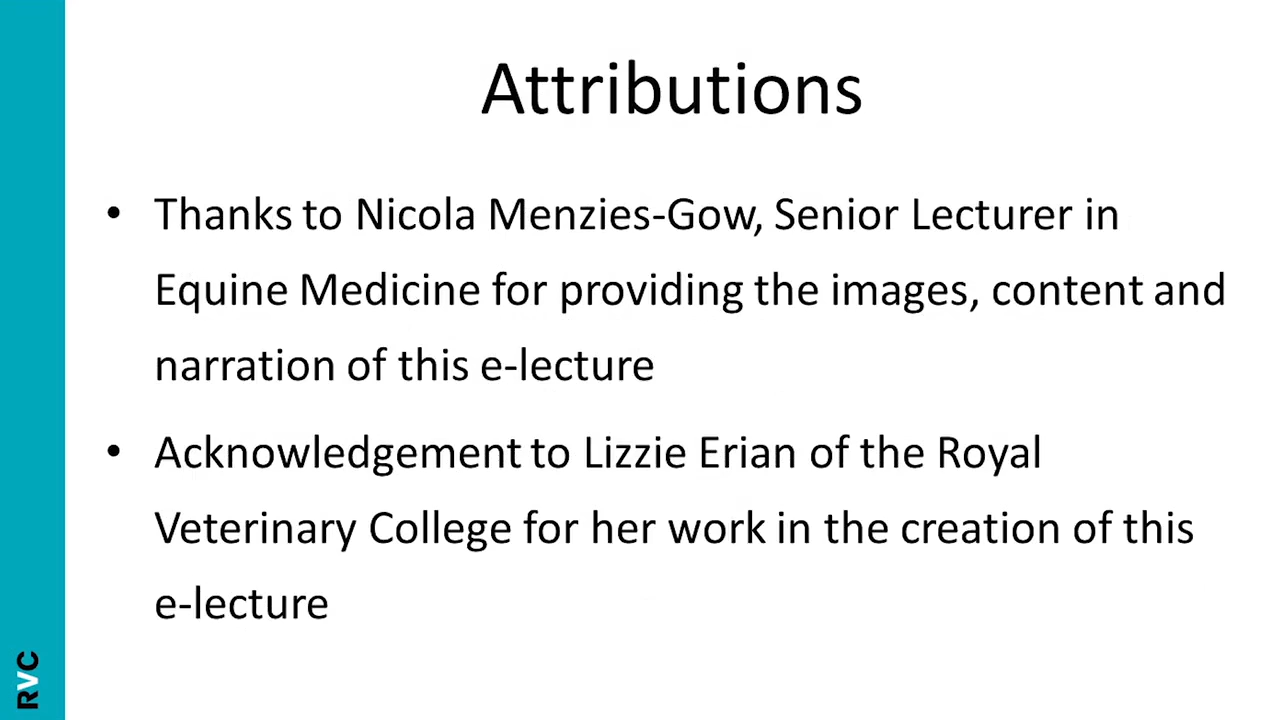 Attributions
• Thanks to Nicola Menzies-Gow, Senior Lecturer in
Equine Medicine for providing the images, content and
narration of this e-lecture
• Acknowledgement to Lizzie Erian of the Royal
Veterinary College for her work in the creation of this
e-lecture
RVC